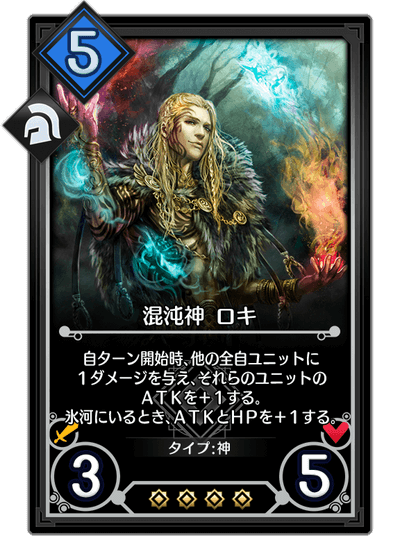 5
混沌神 ロキ
自ターン開始時、他の全自ユニットに
1ダメージを与え、それらのユニットの
ATKを+1する。
氷河にいるとき、ATKとHPを+1する。
タイプ:神
3
5